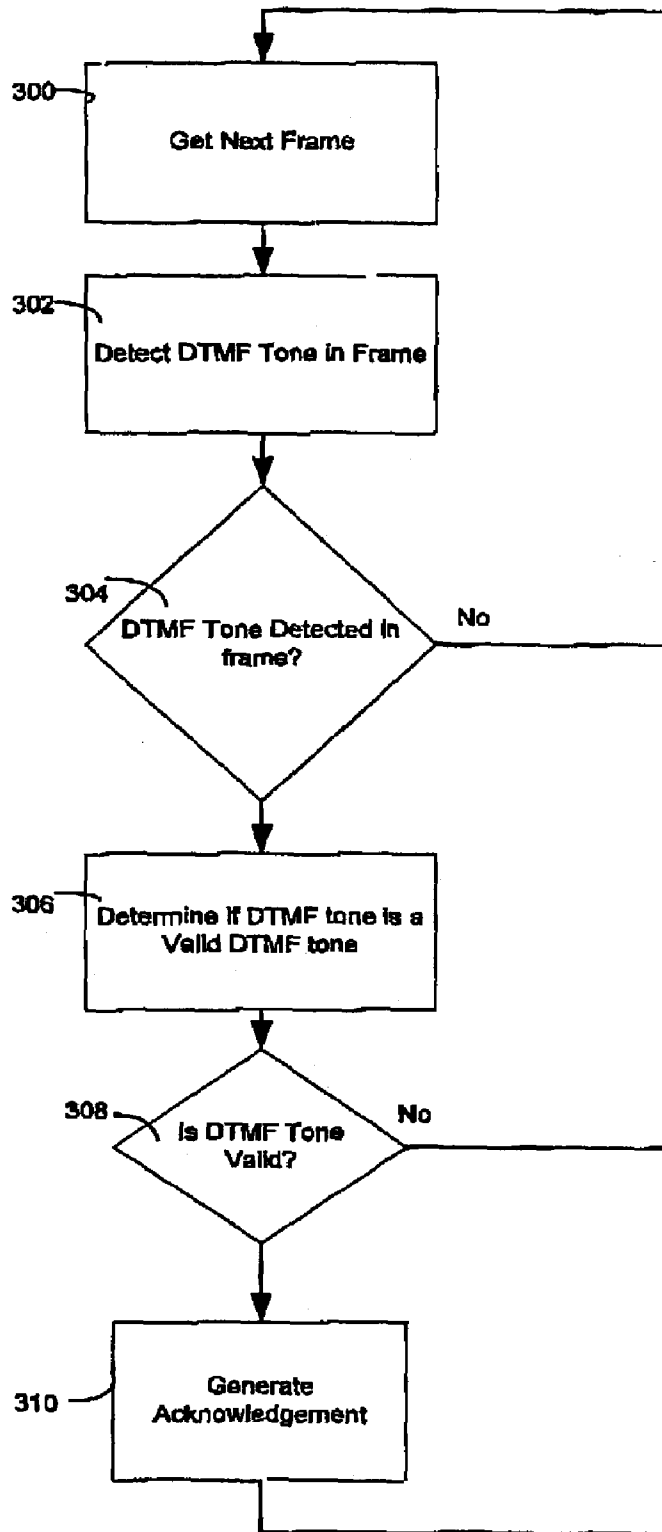 300
Get Next Frame
302
Detect DTMF Tone in Frame
304
DTMF Tone Detected in
frame?
No
306
Determine if DTMF tone is a
Valid DTMF tone
308
Is DTMF Tone
Valid?
No
310
Generate
Acknowledgement